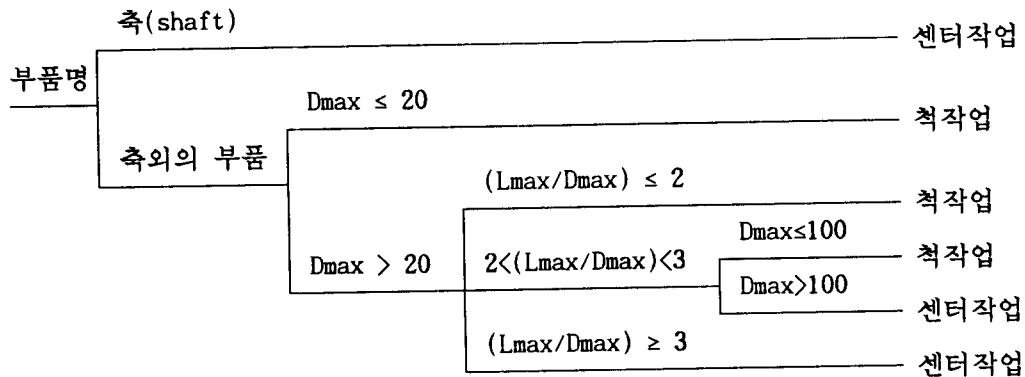 축(shaft)
센터작업
부품명
Dmax ≤ 20
척작업
축외의 부품
(Lmax/Dmax) ≤ 2
척작업
Dmax≤100
Dmax > 20
2<(Lmax/Dmax)<3
척작업
Dmax>100
센터작업
(Lmax/Dmax) ≥ 3
센터작업